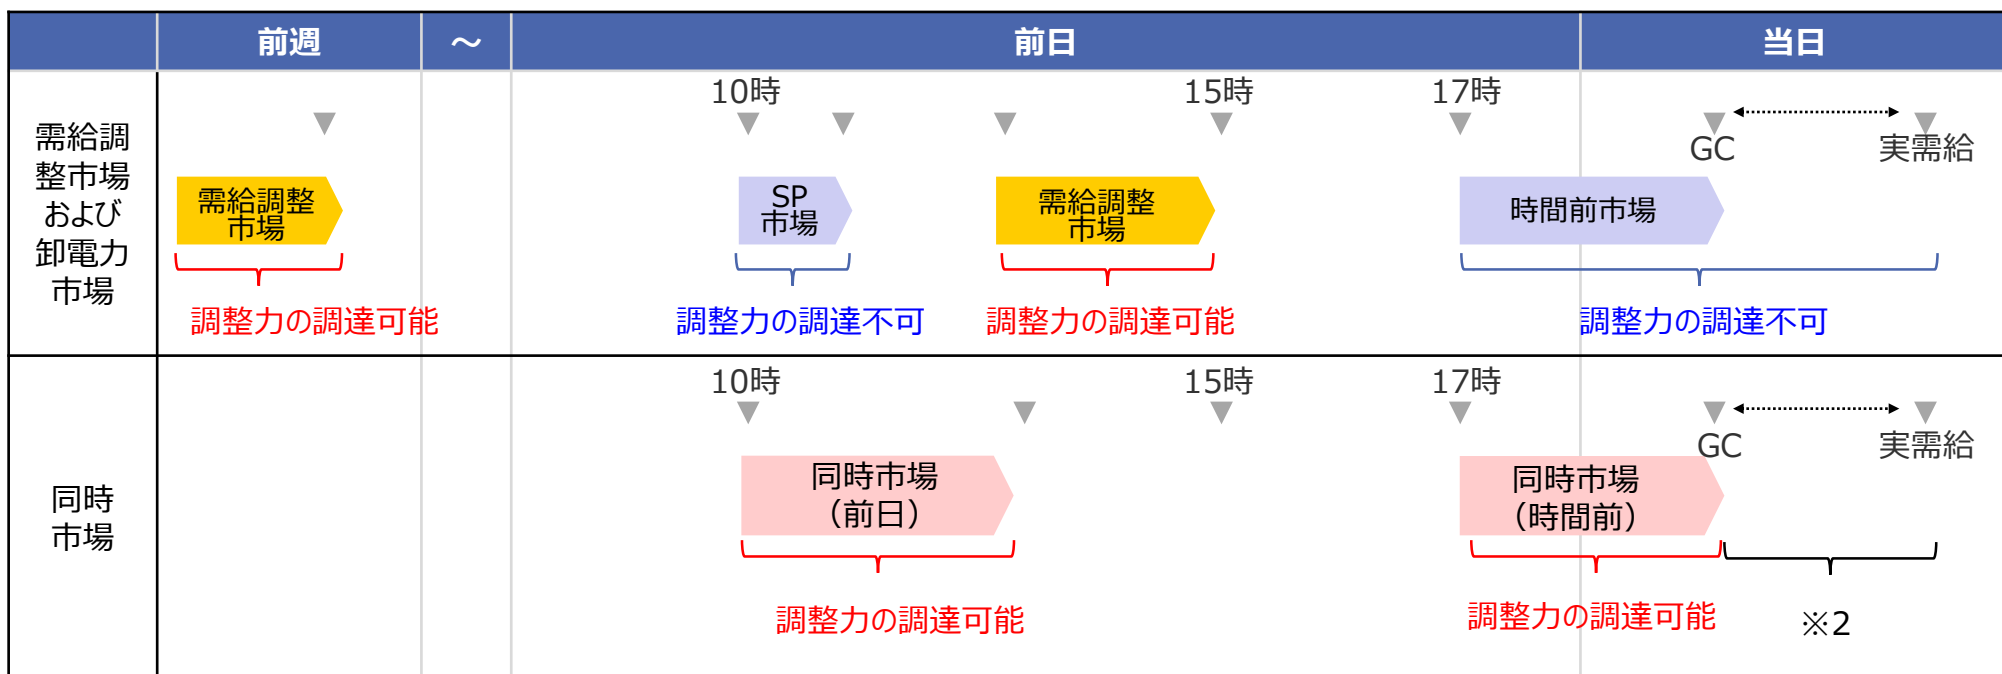 前週
～
前日
当日
需給調
整市場
および
卸電力
市場
10時
15時
17時
GC
実需給
需給調整
市場
SP
市場
需給調整
市場
時間前市場
調整力の調達可能
調整力の調達不可
調整力の調達可能
調整力の調達不可
同時
市場
10時
15時
17時
GC
実需給
同時市場
（前日）
同時市場
（時間前）
調整力の調達可能
調整力の調達可能
※2